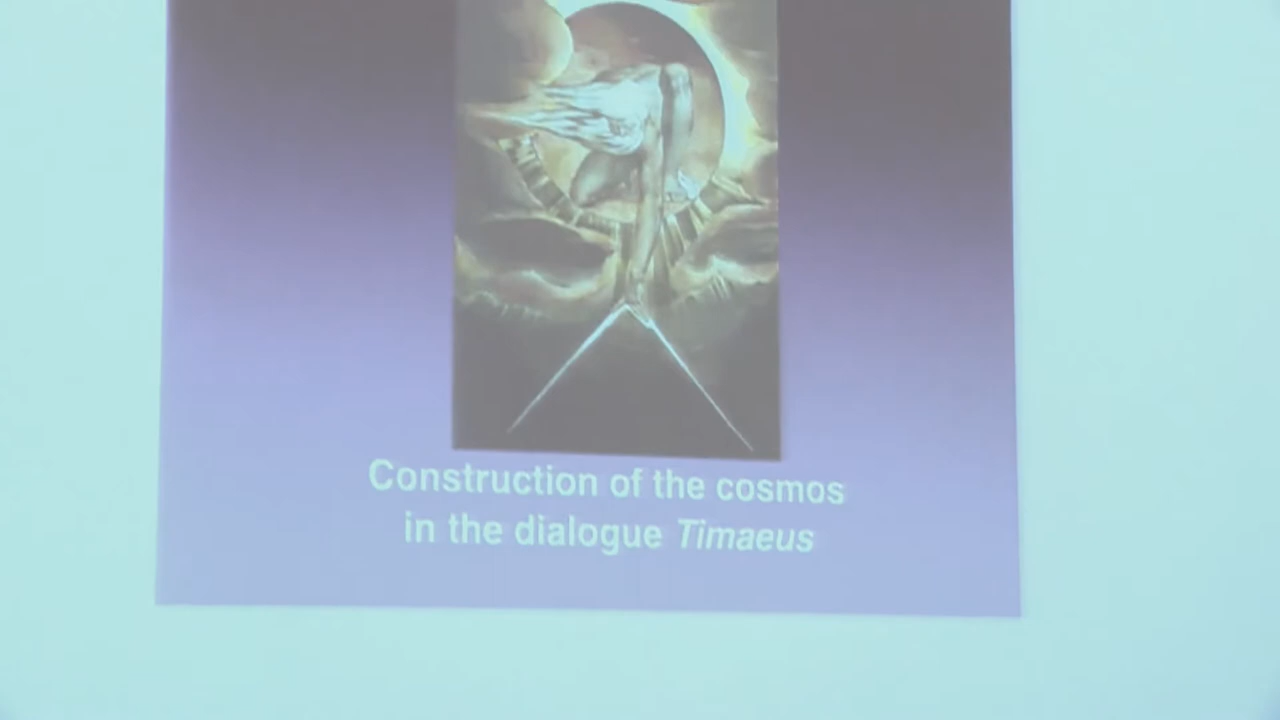 Construction of the cosmos
in the dialogue Timaeus